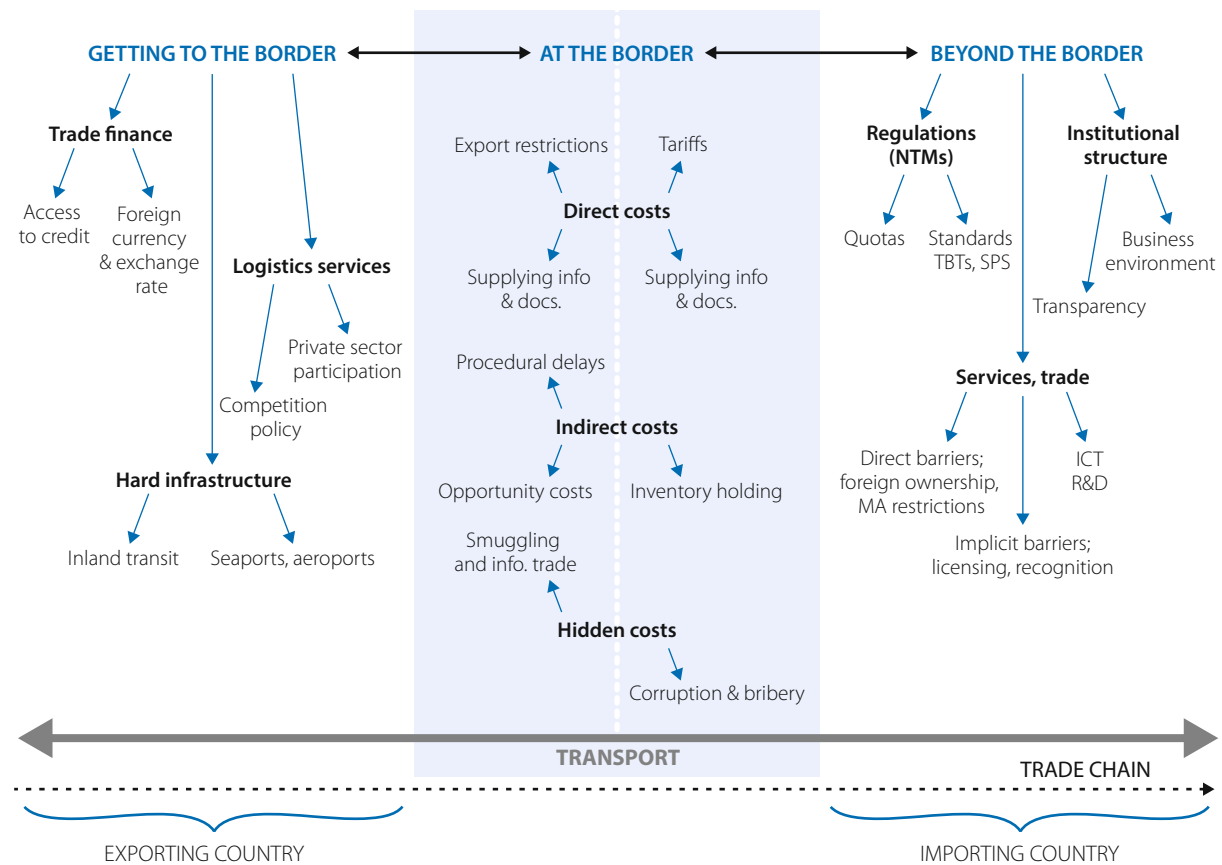 GETTING TO THE BORDER
AT THE BORDER
BEYOND THE BORDER
Trade finance
Access
to credit
Foreign
currency
& exchange
rate
Logistics services
Private sector
participation
Competition
policy
Hard infrastructure
Inland transit
Seaports, aeroports
Export restrictions
Tariffs
Direct costs
Supplying info
& docs.
Supplying info
& docs.
Procedural delays
Indirect costs
Opportunity costs
Inventory holding
Smuggling
and info. trade
Hidden costs
Corruption & bribery
Regulations
(NTMs)
Institutional
structure
Quotas
Standards
TBTs, SPS
Business
environment
Transparency
Services, trade
Direct barriers;
foreign ownership,
MA restrictions
ICT
R&D
Implicit barriers;
licensing, recognition
TRANSPORT
TRADE CHAIN
EXPORTING COUNTRY
IMPORTING COUNTRY